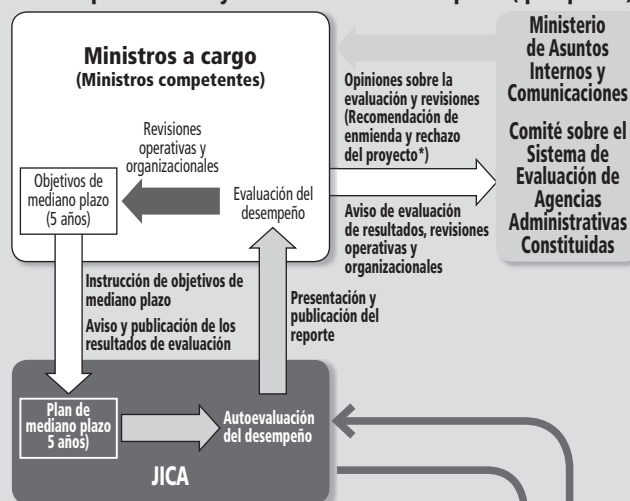 Ministros a cargo
(Ministros competentes)
Revisiones
operativas y
organizacionales
Objetivos de
mediano plazo
(5 años)
Evaluación del
desempeño
Opiniones sobre la
evaluación y revisiones
(Recomendación de
enmienda y rechazo
del proyecto*)
Aviso de evaluación
de resultados, revisiones
operativas y
organizacionales
Ministerio
de Asuntos
Internos y
Comunicaciones
Comité sobre el
Sistema de
Evaluación de
Agencias
Administrativas
Constituidas
Instrucción de objetivos de
mediano plazo
Aviso y publicación de los
resultados de evaluación
Presentación y
publicación del
reporte
Plan de
mediano plazo
5 años)
Autoevaluación
del desempeño
JICA